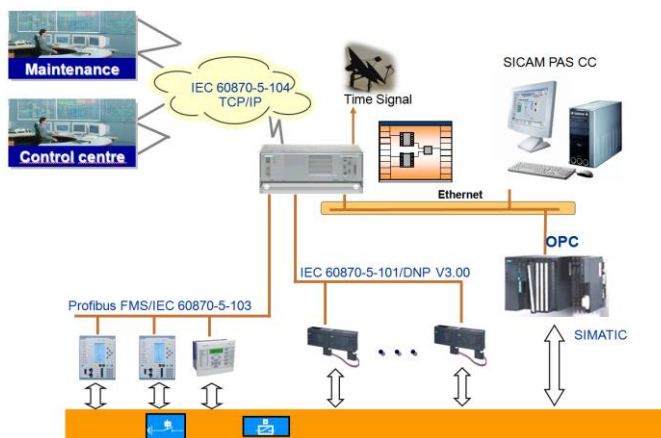 Maintenance
IEC 60870-5-104
TCP/IP
Control centre
Time Signal
SICAM PAS CC
Ethernet
OPC
IEC 60870-5-101/DNP V3.00
Profibus FMS/IEC 60870-5-103
SIMATIC